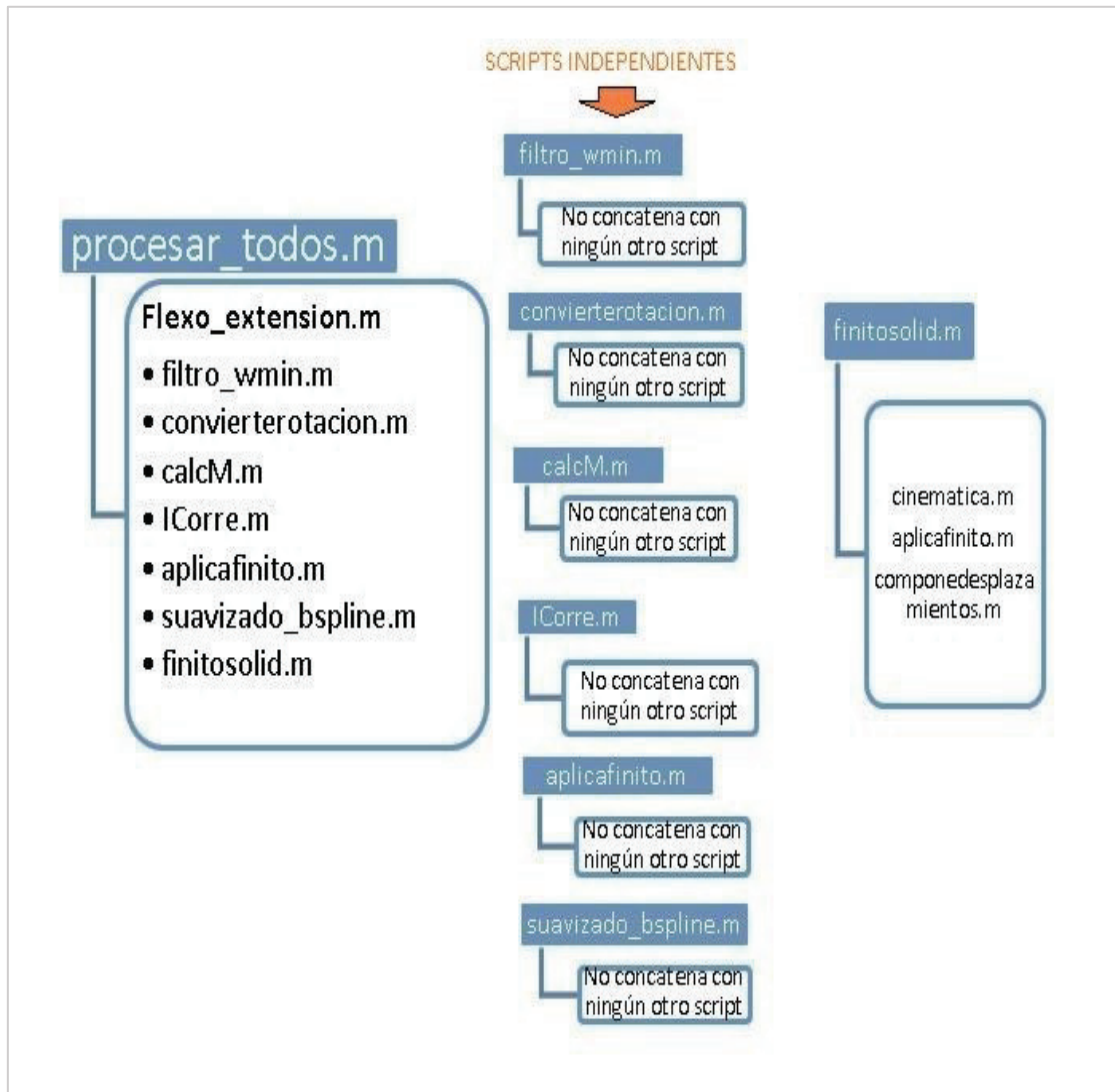 procesar_todos.m
Flexo_extension.m
• filtro_wmin.m
• convierterotacion.m
• calcM.m
• ICorre.m
• aplicafinito.m
• suavizado_bspline.m
• finitosolid.m
SCRIPTS INDEPENDIENTES
filtro_wmin.m
No concatena con
ningún otro script
convierterotacion.m
No concatena con
ningún otro script
calcM.m
No concatena con
ningún otro script
ICorre.m
No concatena con
ningún otro script
aplicafinito.m
No concatena con
ningún otro script
suavizado_bspline.m
No concatena con
ningún otro script
finitosolid.m
cinematica.m
aplicafinito.m
componedesplaza
mientos.m